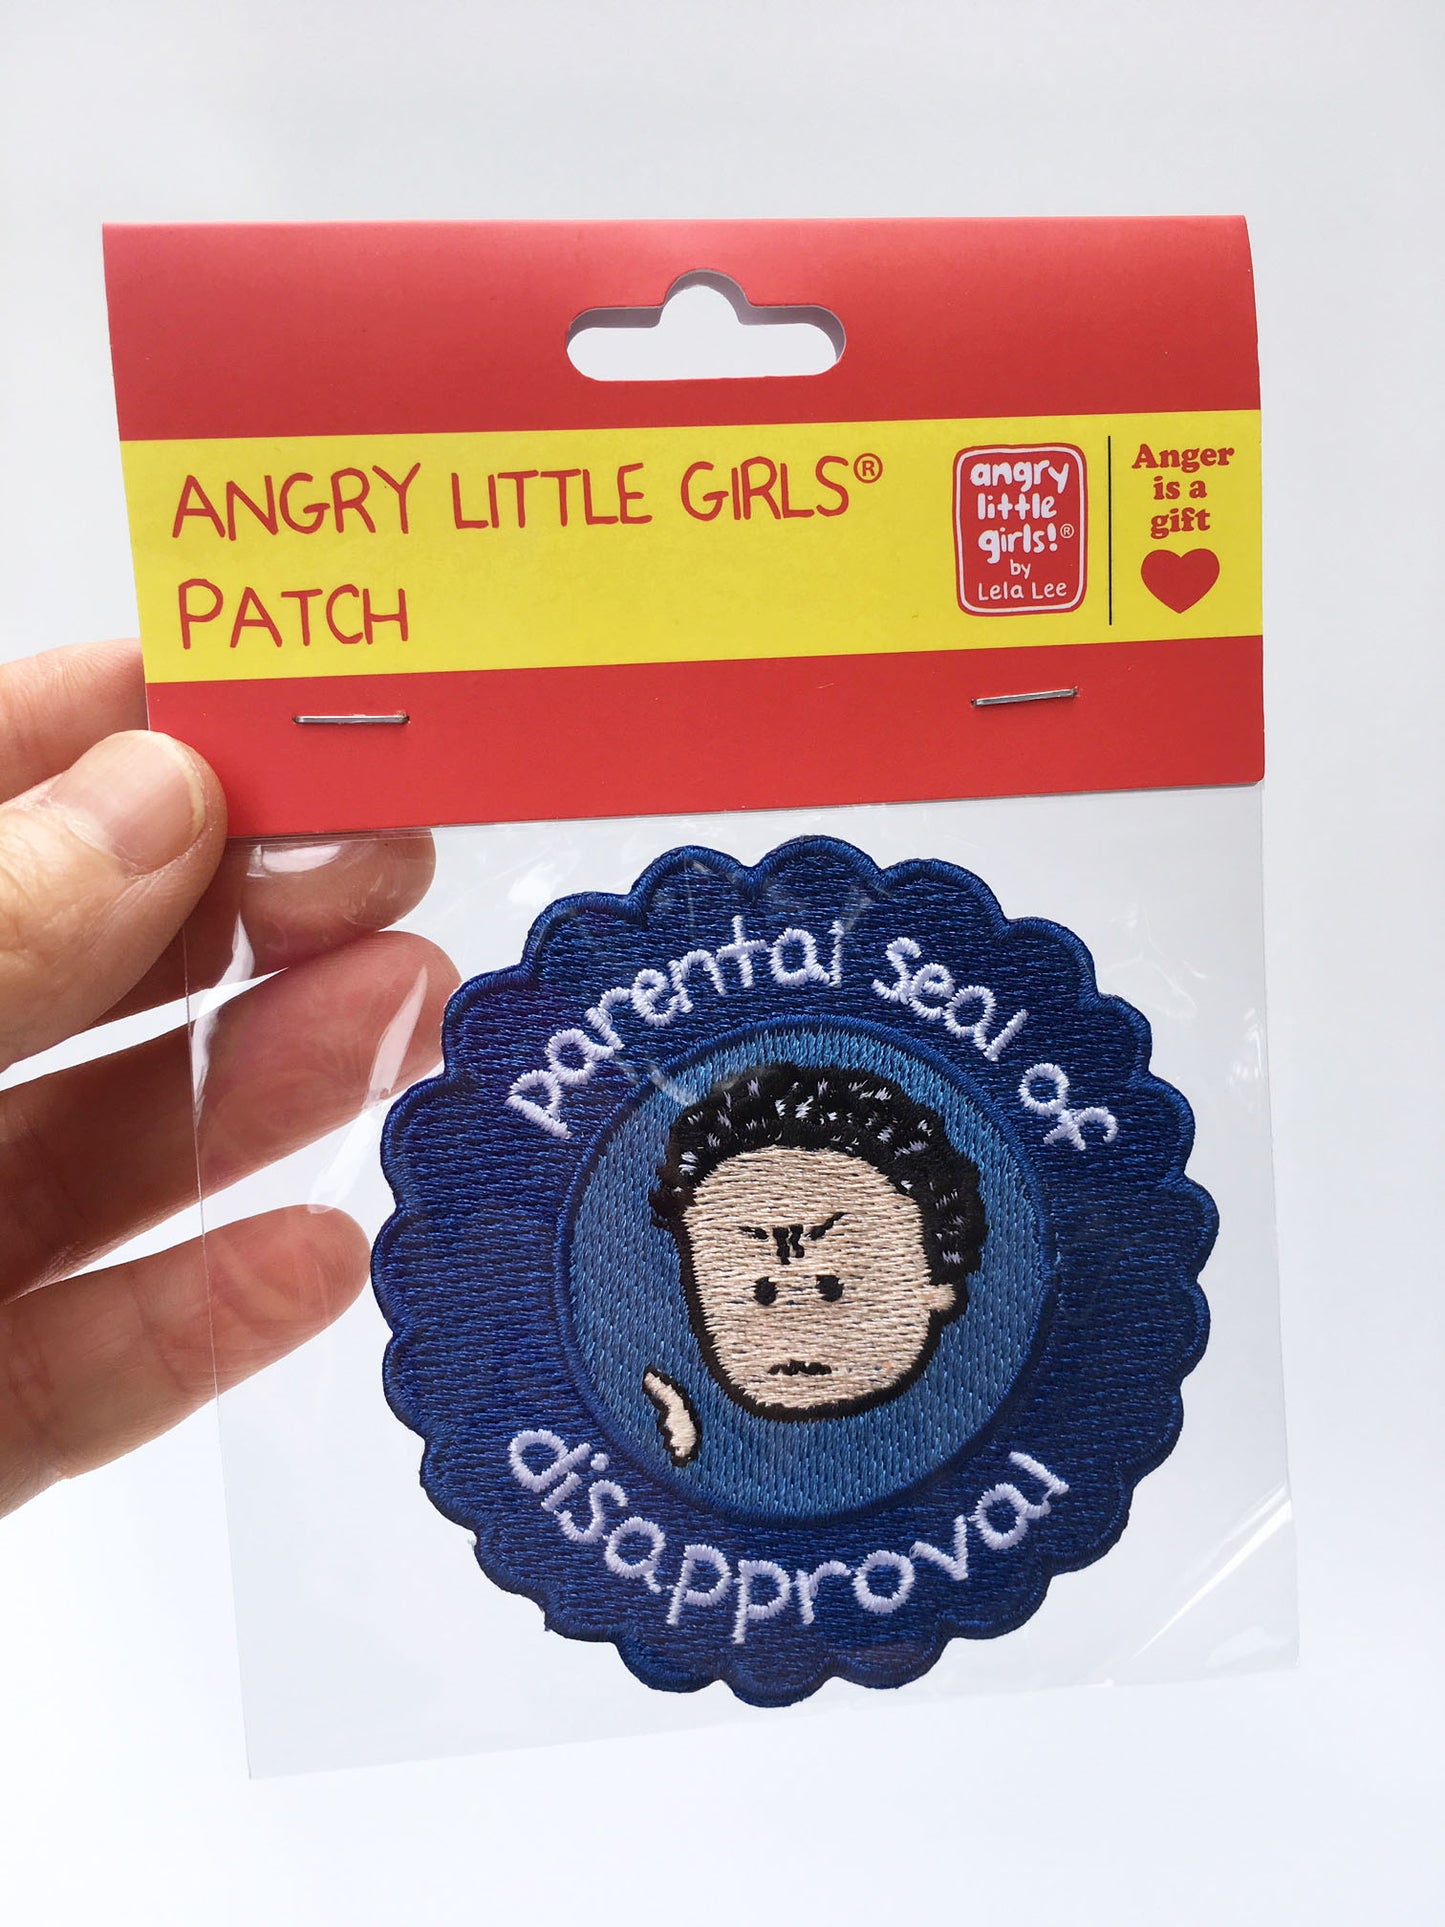 ANGRY LITTLE GIRLS®
PATCH
angry
little
girls!®
by
Lela Lee
Anger
is a
gift
parental seal of
disapproval